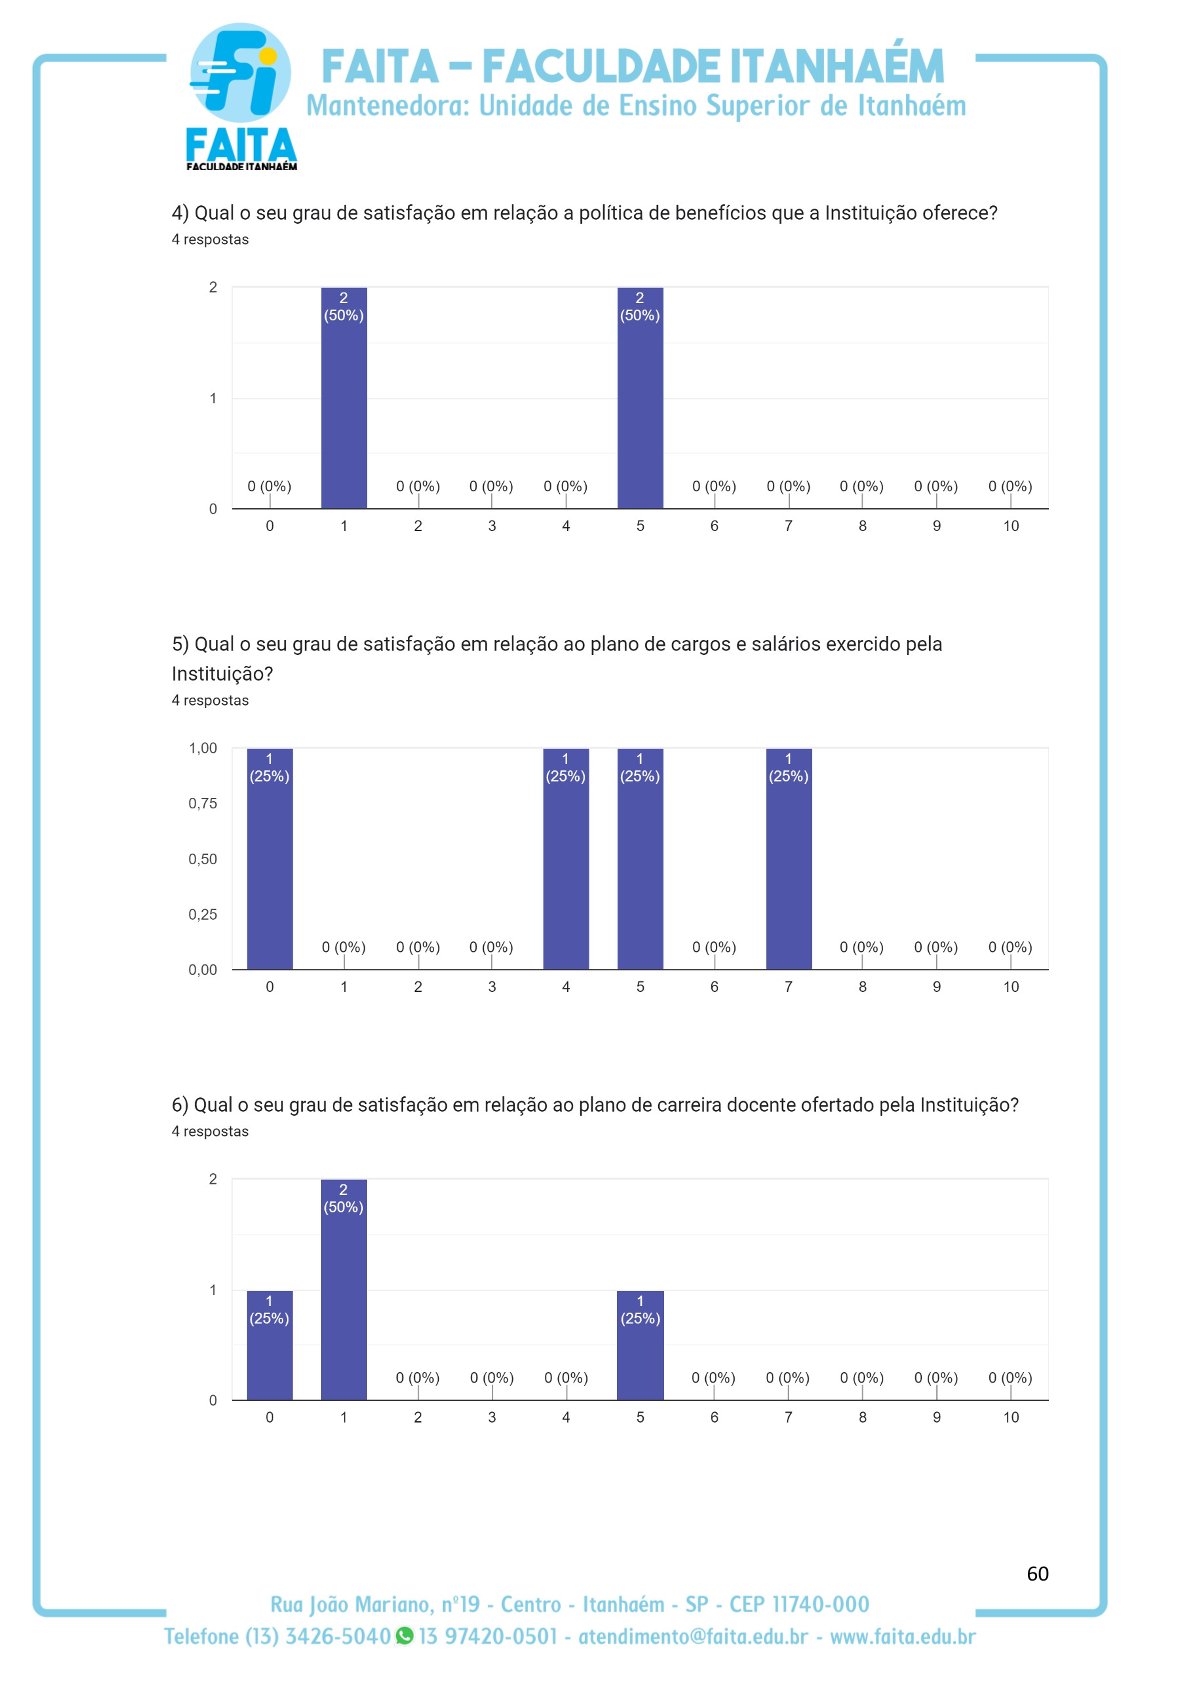 FAITA – FACULDADE ITANHAÉM
Mantenedora: Unidade de Ensino Superior de Itanhaém
Fi
FAITA
FACULDADE ITANHAÉM
4) Qual o seu grau de satisfação em relação a política de benefícios que a Instituição oferece?
4 respostas
2
2 2
(50%) (50%)
1
0 (0%) 0 (0%) 0 (0%) 0 (0%) 0 (0%) 0 (0%) 0 (0%) 0 (0%) 0 (0%)
0
0 1 2 3 4 5 6 7 8 9 10
5) Qual o seu grau de satisfação em relação ao plano de cargos e salários exercido pela
Instituição?
4 respostas
1,00
1 1 1 1
(25%) (25%) (25%) (25%)
0,75
0,50
0,25
0 (0%) 0 (0%) 0 (0%) 0 (0%) 0 (0%) 0 (0%) 0 (0%)
0,00
0 1 2 3 4 5 6 7 8 9 10
6) Qual o seu grau de satisfação em relação ao plano de carreira docente ofertado pela Instituição?
4 respostas
2
2
(50%)
1
1 1
(25%) (25%)
0 (0%) 0 (0%) 0 (0%) 0 (0%) 0 (0%) 0 (0%) 0 (0%) 0 (0%)
0
0 1 2 3 4 5 6 7 8 9 10
60
Rua João Mariano, nº19 - Centro - Itanhaém - SP - CEP 11740-000
Telefone (13) 3426-5040 13 97420-0501 - atendimento@faita.edu.br - www.faita.edu.br